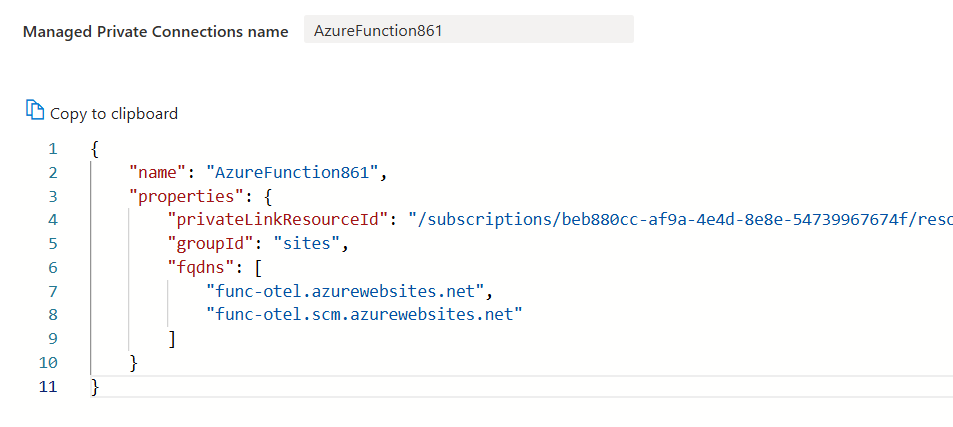 Managed Private Connections name AzureFunction861
Copy to clipboard
1 {
2 "name": "AzureFunction861",
3 "properties": {
4 "privateLinkResourceId": "/subscriptions/beb880cc-af9a-4e4d-8e8e-54739967674f/reso
5 "groupId": "sites",
6 "fqdns": [
7 "func-otel.azurewebsites.net",
8 "func-otel.scm.azurewebsites.net"
9 ]
10 }
11 }